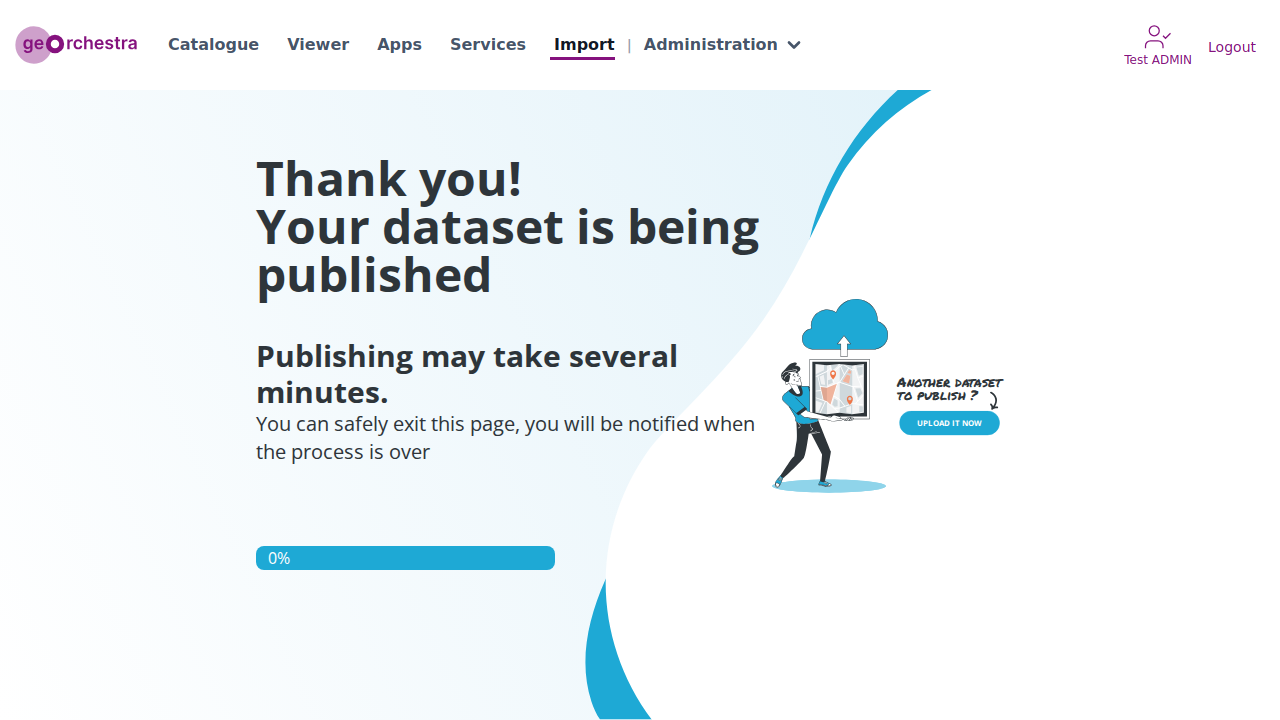 georchestra
Catalogue
Viewer
Apps
Services
Import
|
Administration
Test ADMIN
Logout
Thank you!
Your dataset is being
published
Publishing may take several
minutes.
You can safely exit this page, you will be notified when
the process is over
0%
Another dataset
to publish ?
UPLOAD IT NOW